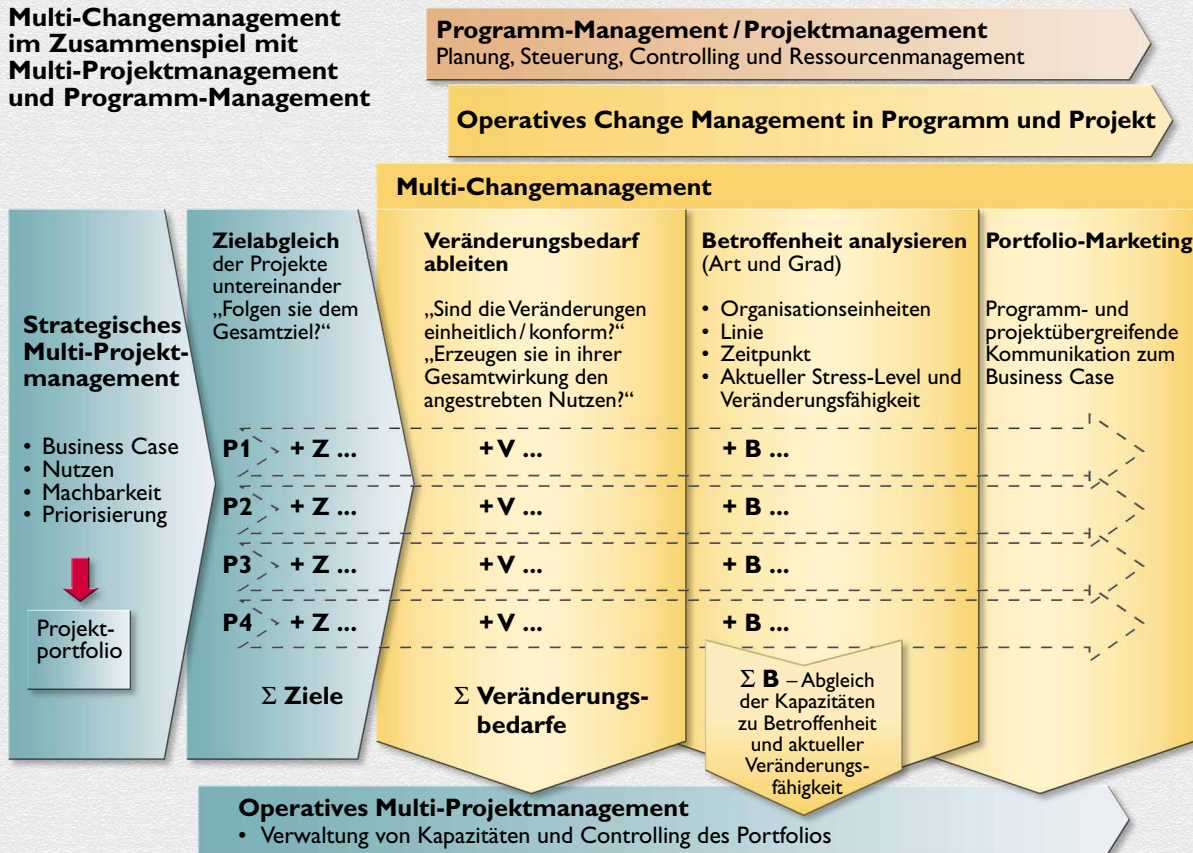 Multi-Changemanagement
im Zusammenspiel mit
Multi-Projektmanagement
und Programm-Management
Programm-Management / Projektmanagement
Planung, Steuerung, Controlling und Ressourcenmanagement
Operatives Change Management in Programm und Projekt
Multi-Changemanagement
Strategisches
Multi-Projekt-
management
• Business Case
• Nutzen
• Machbarkeit
• Priorisierung
Projekt-
portfolio
Zielabgleich
der Projekte
untereinander
„Folgen sie dem
Gesamtziel?“
Veränderungsbedarf
ableiten
„Sind die Veränderungen
einheitlich / konform?“
„Erzeugen sie in ihrer
Gesamtwirkung den
angestrebten Nutzen?“
Betroffenheit analysieren
(Art und Grad)
• Organisationseinheiten
• Linie
• Zeitpunkt
• Aktueller Stress-Level und
Veränderungsfähigkeit
Portfolio-Marketing
Programm- und
projektübergreifende
Kommunikation zum
Business Case
P1 + Z ... + V ... + B ...
P2 + Z ... + V ... + B ...
P3 + Z ... + V ... + B ...
P4 + Z ... + V ... + B ...
Σ Ziele
Σ Veränderungs-
bedarfe
Σ B – Abgleich
der Kapazitäten
zu Betroffenheit
und aktueller
Veränderungs-
fähigkeit
Operatives Multi-Projektmanagement
• Verwaltung von Kapazitäten und Controlling des Portfolios